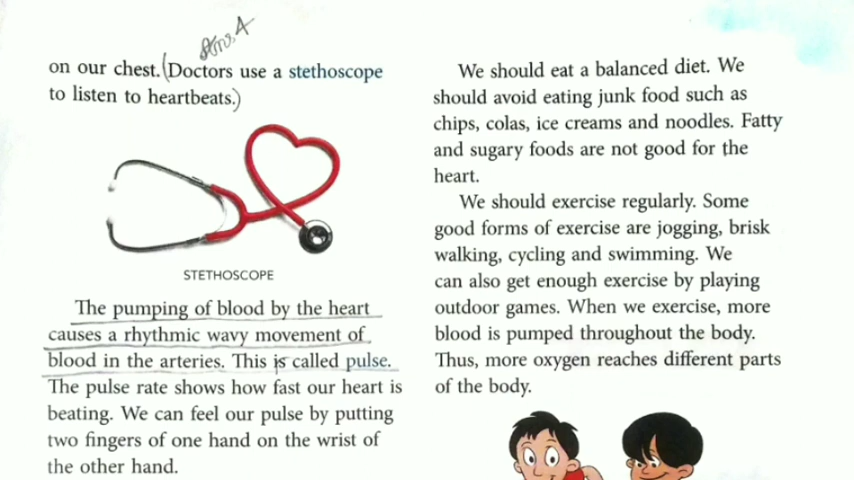 Ans 4
on our chest. (Doctors use a stethoscope
to listen to heartbeats.)
STETHOSCOPE
The pumping of blood by the heart
causes a rhythmic wavy movement of
blood in the arteries. This is called pulse.
The pulse rate shows how fast our heart is
beating. We can feel our pulse by putting
two fingers of one hand on the wrist of
the other hand.
We should eat a balanced diet. We
should avoid eating junk food such as
chips, colas, ice creams and noodles. Fatty
and sugary foods are not good for the
heart.
We should exercise regularly. Some
good forms of exercise are jogging, brisk
walking, cycling and swimming. We
can also get enough exercise by playing
outdoor games. When we exercise, more
blood is pumped throughout the body.
Thus, more oxygen reaches different parts
of the body.